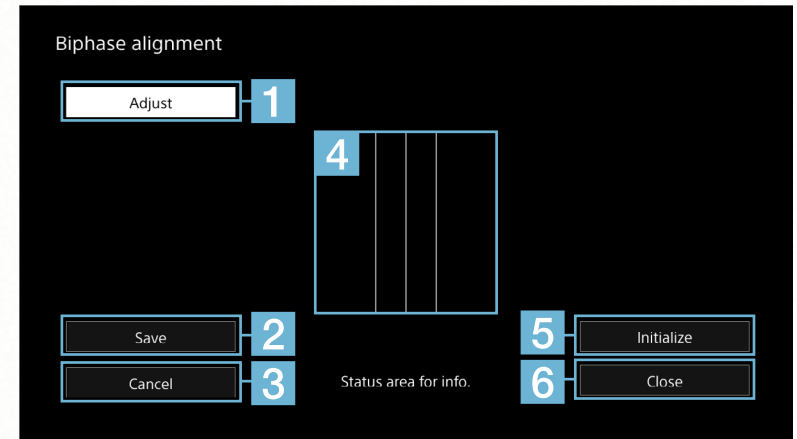 Biphase alignment
Adjust 1
4
Save 2
5 Initialize
Cancel 3
Status area for info.
6 Close